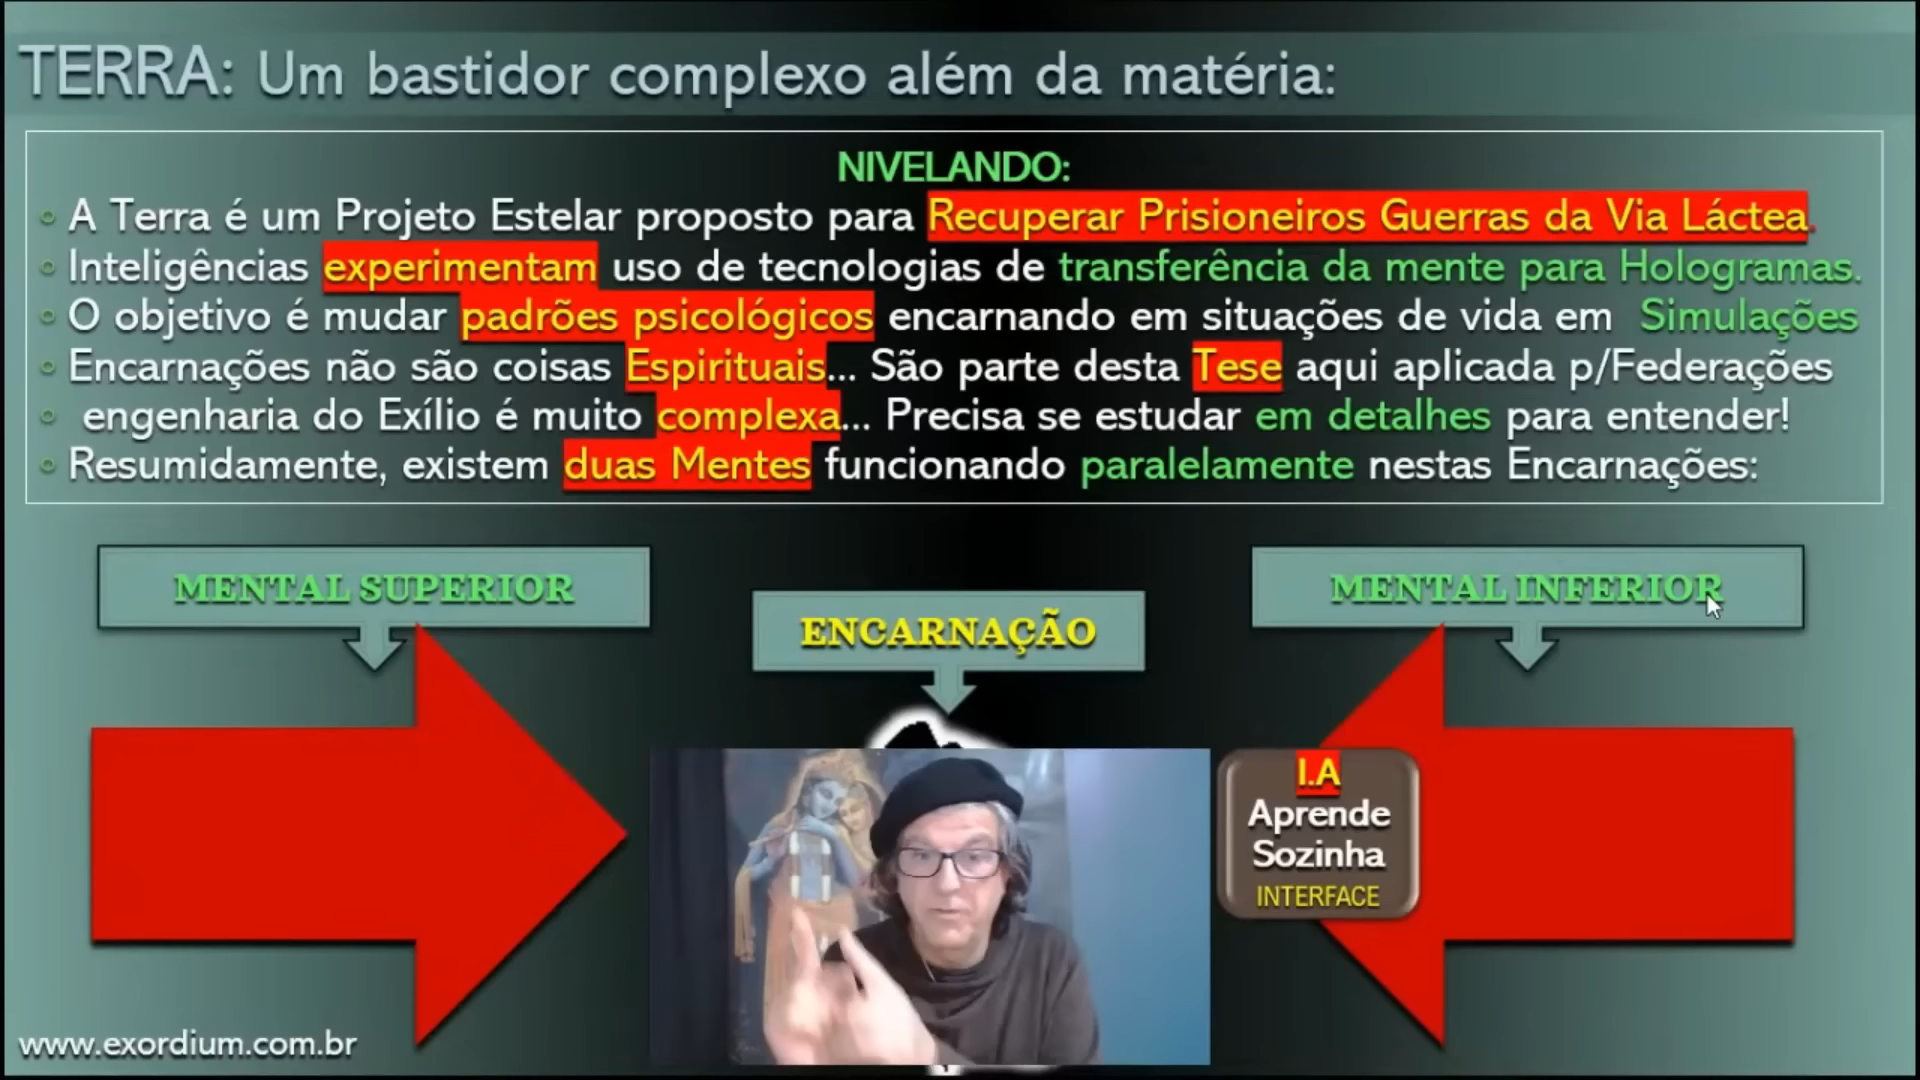 TERRA: Um bastidor complexo além da matéria:
NIVELANDO:
A Terra é um Projeto Estelar proposto para Recuperar Prisioneiros Guerras da Via Láctea.
Inteligências experimentam uso de tecnologias de transferência da mente para Hologramas.
O objetivo é mudar padrões psicológicos encarnando em situações de vida em Simulações
Encarnações não são coisas Espirituais... São parte desta Tese aqui aplicada p/Federações
engenharia do Exílio é muito complexa... Precisa se estudar em detalhes para entender!
Resumidamente, existem duas Mentes funcionando paralelamente nestas Encarnações:
MENTAL SUPERIOR
ENCARNAÇÃO
MENTAL INFERIOR
I.A
Aprende
Sozinha
INTERFACE
www.exordium.com.br